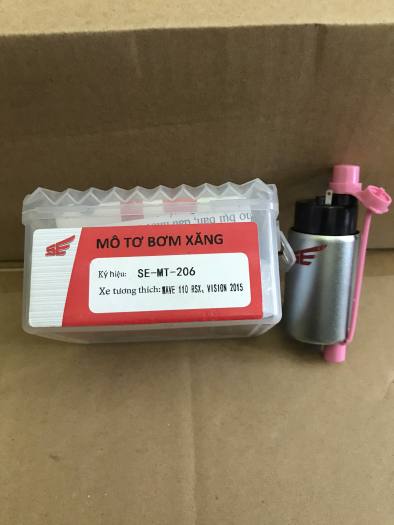 SE
MÔ TƠ BƠM XĂNG
Ký hiệu: SE-MT-206
Xe tương thích: WAVE 110 RSX, VISION 2015